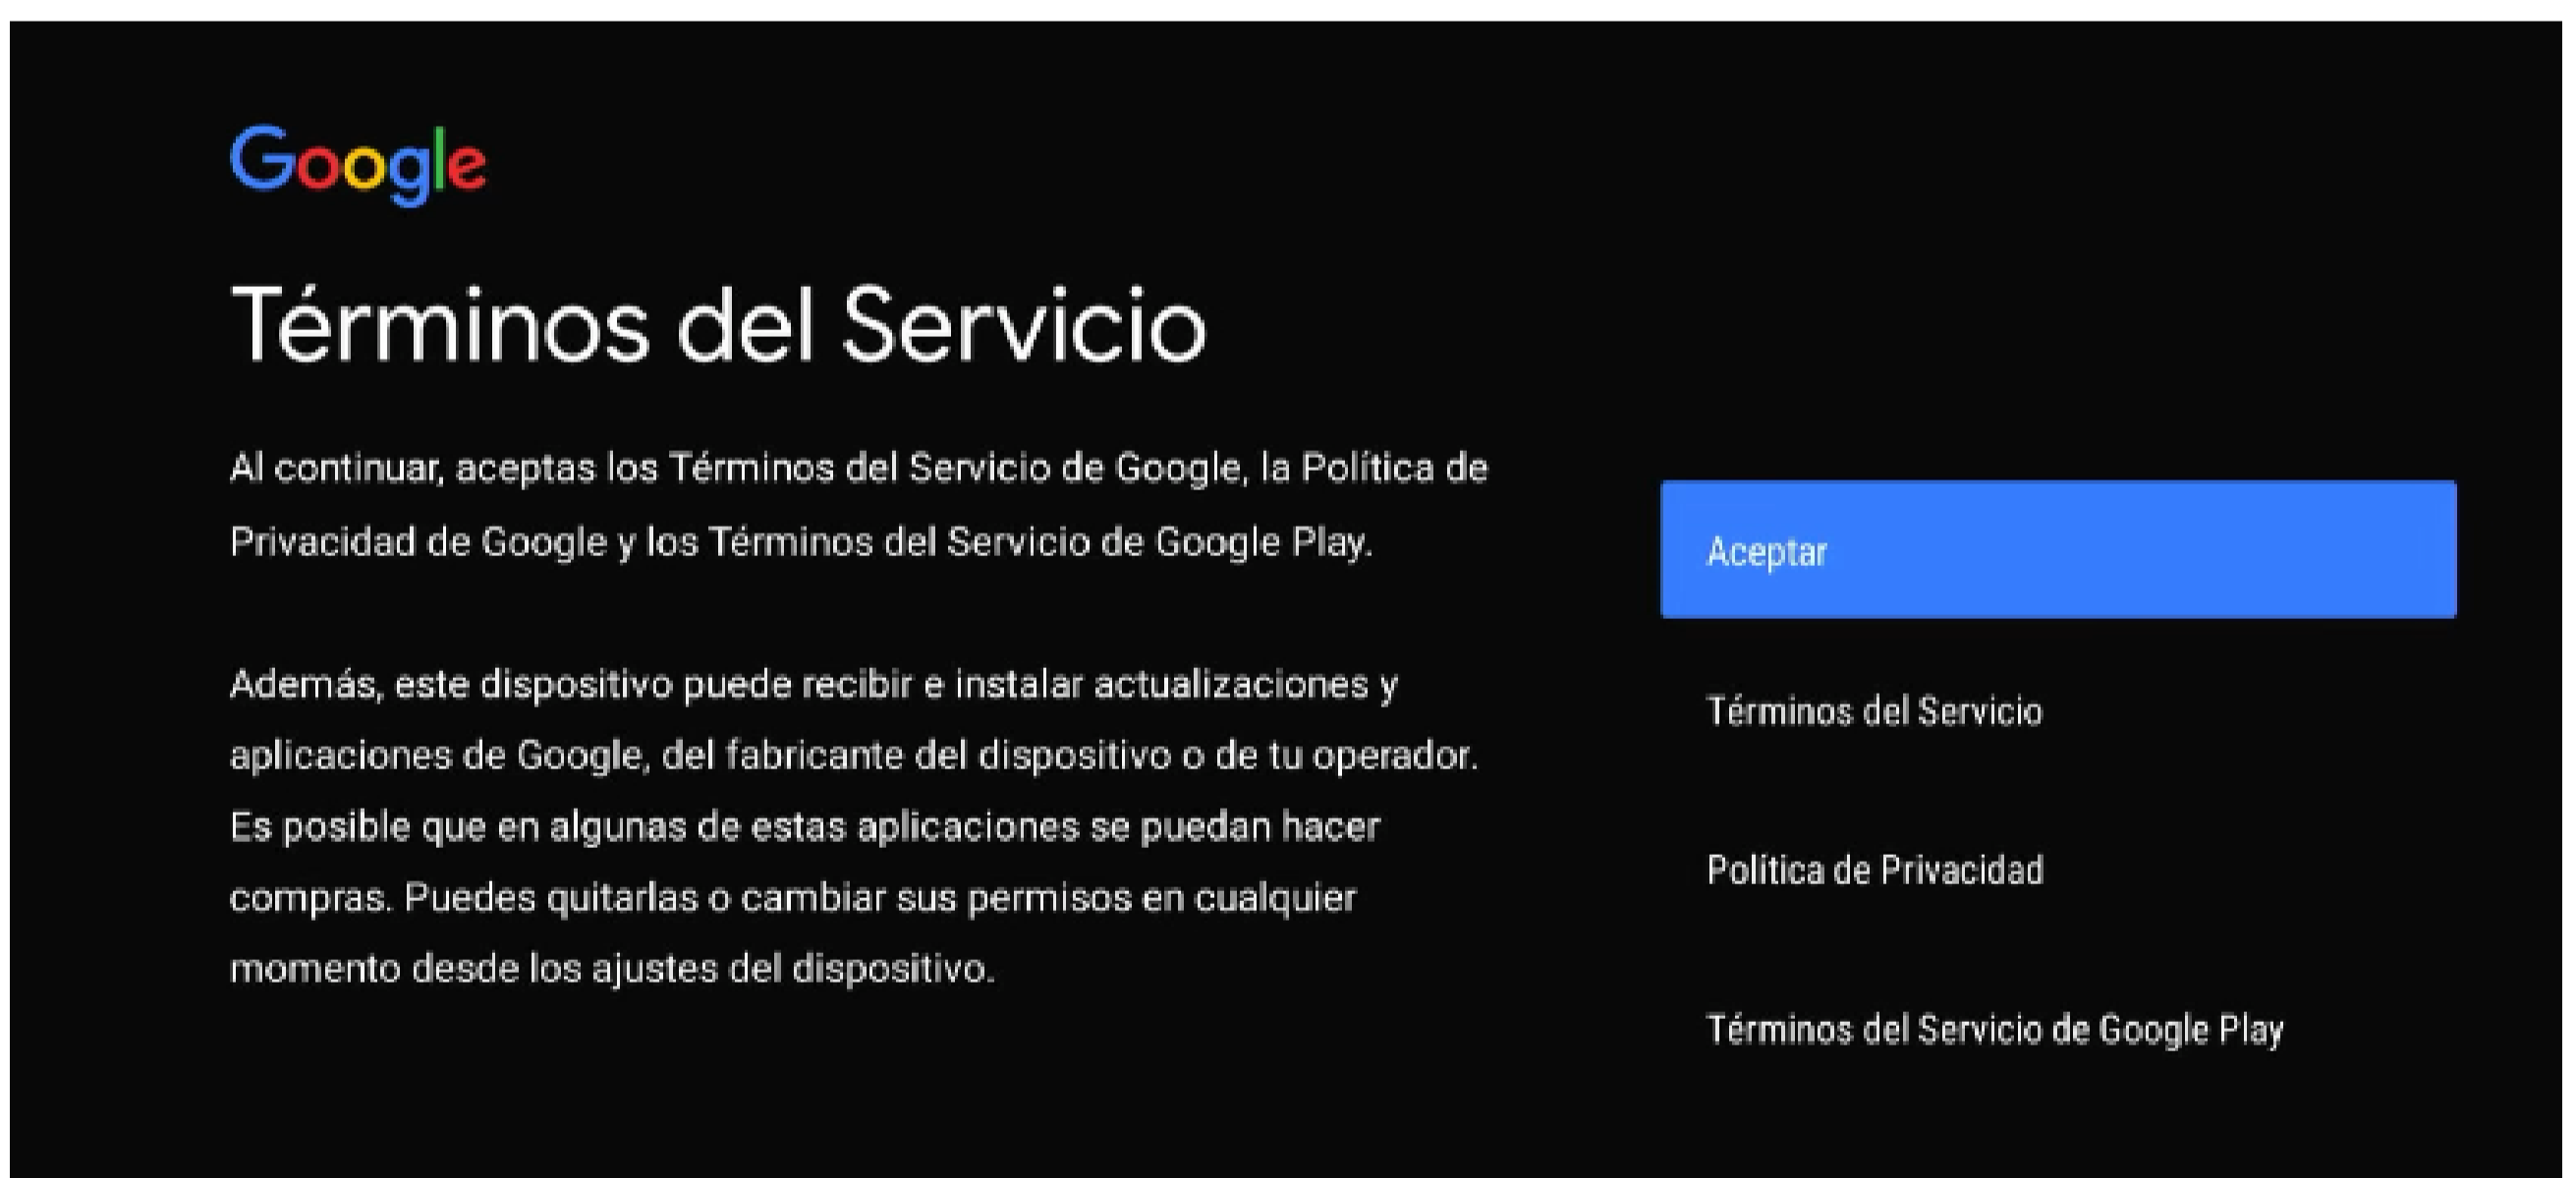 Google
Términos del Servicio
Al continuar, aceptas los Términos del Servicio de Google, la Política de
Privacidad de Google y los Términos del Servicio de Google Play.
Además, este dispositivo puede recibir e instalar actualizaciones y
aplicaciones de Google, del fabricante del dispositivo o de tu operador.
Es posible que en algunas de estas aplicaciones se puedan hacer
compras. Puedes quitarlas o cambiar sus permisos en cualquier
momento desde los ajustes del dispositivo.
Aceptar
Términos del Servicio
Política de Privacidad
Términos del Servicio de Google Play